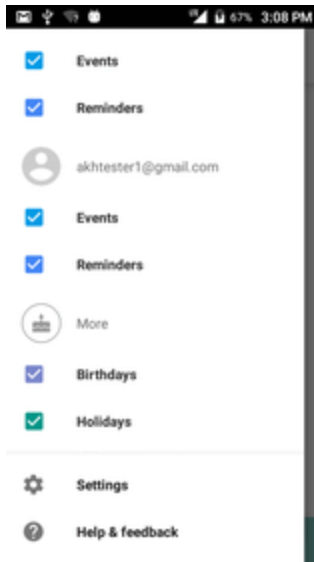 67% 3:08 PM
Events
Reminders
akhtester1@gmail.com
Events
Reminders
More
Birthdays
Holidays
Settings
Help & feedback